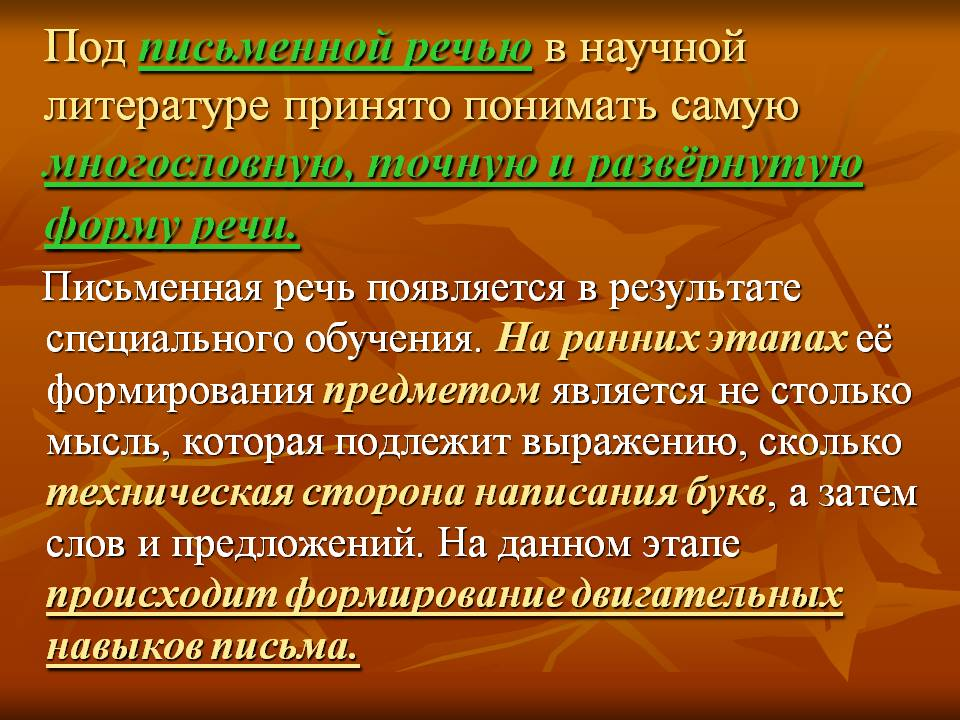 Под письменной речью в научной
литературе принято понимать самую
многословную, точную и развёрнутую
форму речи.
Письменная речь появляется в результате
специального обучения. На ранних этапах её
формирования предметом является не столько
мысль, которая подлежит выражению, сколько
техническая сторона написания букв, а затем
слов и предложений. На данном этапе
происходит формирование двигательных
навыков письма.